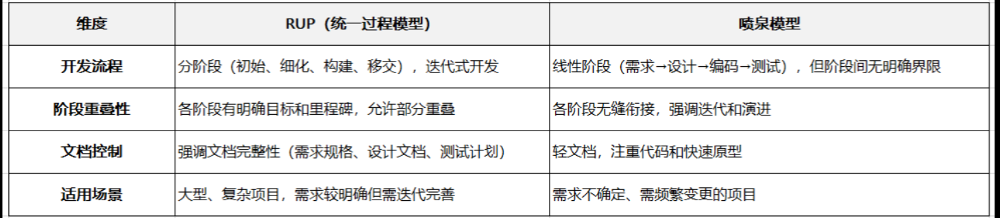 维度 RUP（统一过程模型） 喷泉模型
开发流程 分阶段（初始、细化、构建、移交），迭代式开发 线性阶段（需求→设计→编码→测试），但阶段间无明确界限
阶段重叠性 各阶段有明确目标和里程碑，允许部分重叠 各阶段无缝衔接，强调迭代和演进
文档控制 强调文档完整性（需求规格、设计文档、测试计划） 轻文档，注重代码和快速原型
适用场景 大型、复杂项目，需求较明确但需迭代完善 需求不确定、需频繁变更的项目